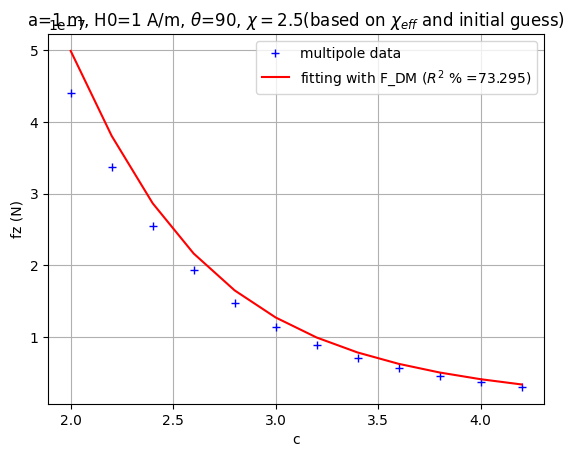 a=1 m, H0=1 A/m, θ=90, χ = 2.5(based on χ_eff and initial guess)
1e−7
multipole data
fitting with F_DM (R² % =73.295)
5
4
3
2
1
fz (N)
2.0 2.5 3.0 3.5 4.0
c